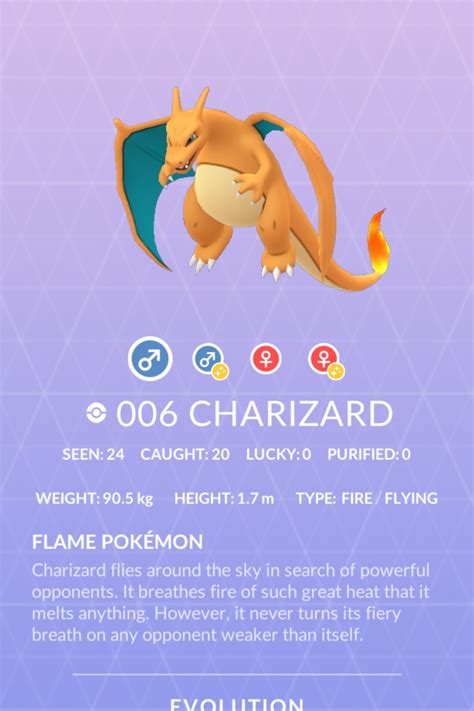 006 CHARIZARD
SEEN: 24 CAUGHT: 20 LUCKY: 0 PURIFIED: 0
WEIGHT: 90.5 kg HEIGHT: 1.7 m TYPE: FIRE / FLYING
FLAME POKÉMON
Charizard flies around the sky in search of powerful
opponents. It breathes fire of such great heat that it
melts anything. However, it never turns its fiery
breath on any opponent weaker than itself.
EVOLUTION